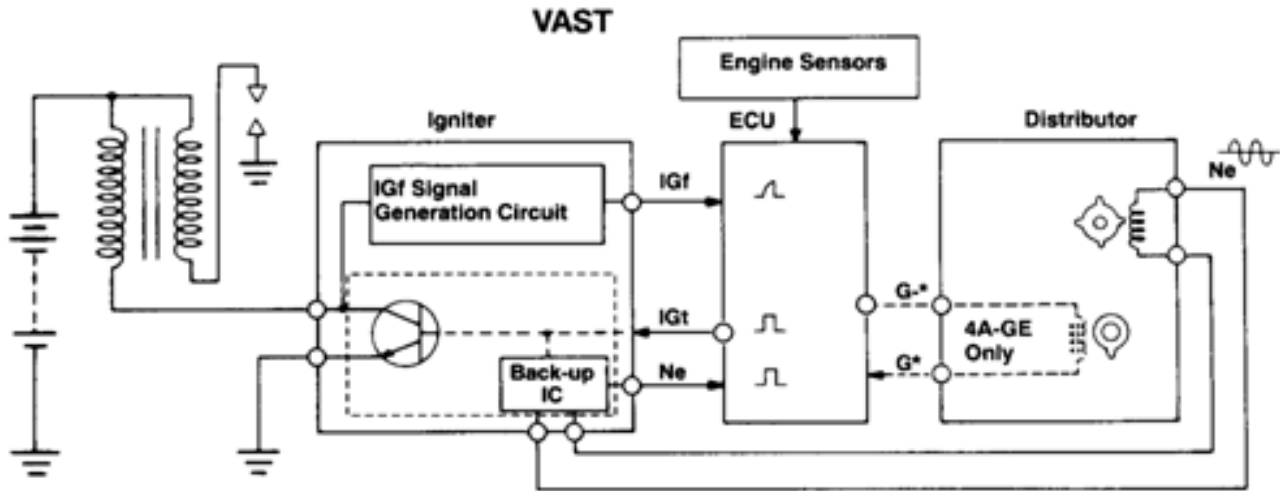 VAST
Engine Sensors
Igniter
ECU
Distributor
Ne
IGf Signal
Generation Circuit
IGf
G-*
IGt
4A-GE
Only
G*
Back-up
IC
Ne